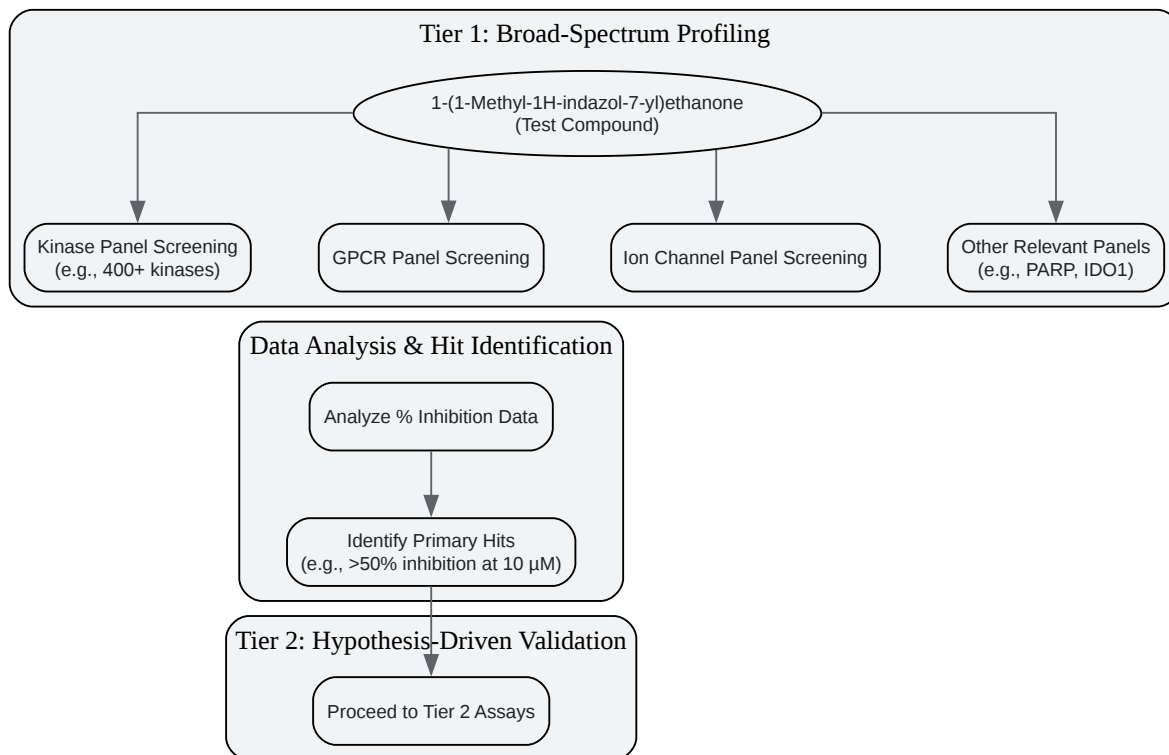 Tier 1: Broad-Spectrum Profiling
1-(1-Methyl-1H-indazol-7-yl)ethanone
(Test Compound)
Kinase Panel Screening
(e.g., 400+ kinases)
GPCR Panel Screening
Ion Channel Panel Screening
Other Relevant Panels
(e.g., PARP, IDO1)
Data Analysis & Hit Identification
Analyze % Inhibition Data
Identify Primary Hits
(e.g., >50% inhibition at 10 µM)
Tier 2: Hypothesis-Driven Validation
Proceed to Tier 2 Assays